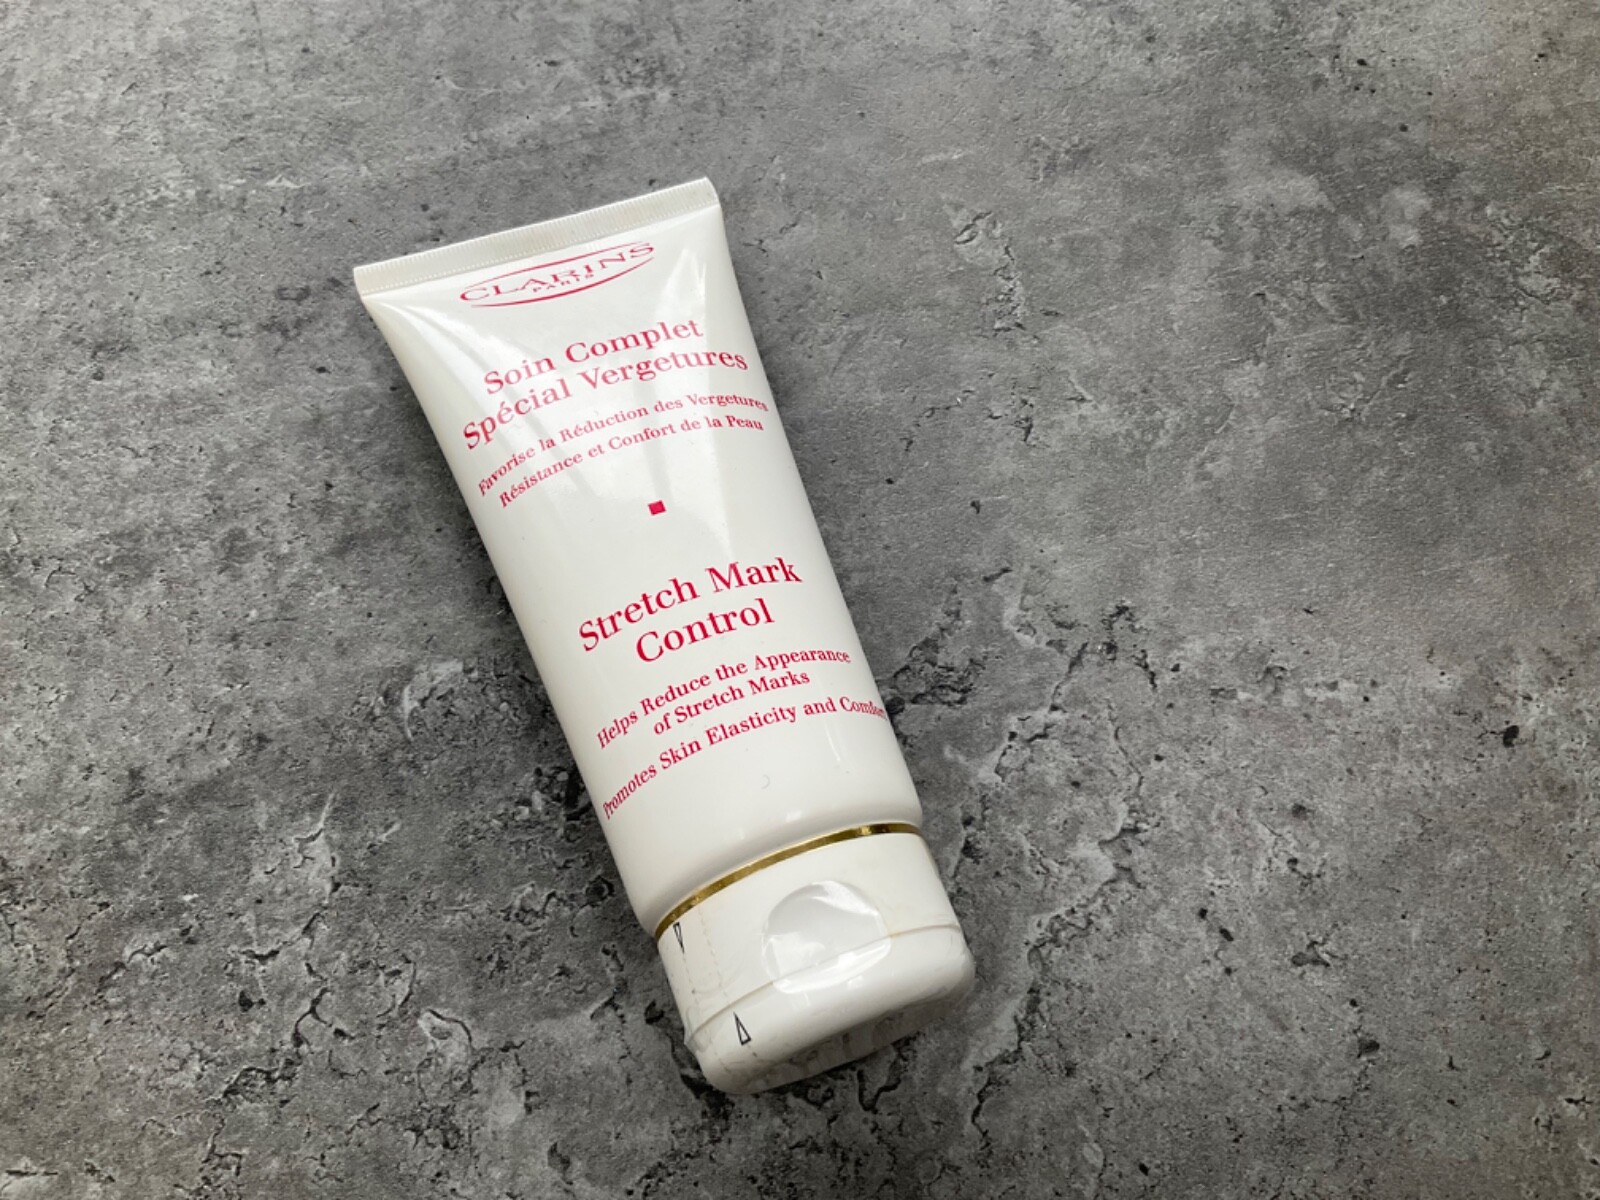 CLARINS
PARIS
Soin Complet
Spécial Vergetures
Favorise la Réduction des Vergetures
Résistance et Confort de la Peau
Stretch Mark
Control
Helps Reduce the Appearance
of Stretch Marks
Promotes Skin Elasticity and Comfort